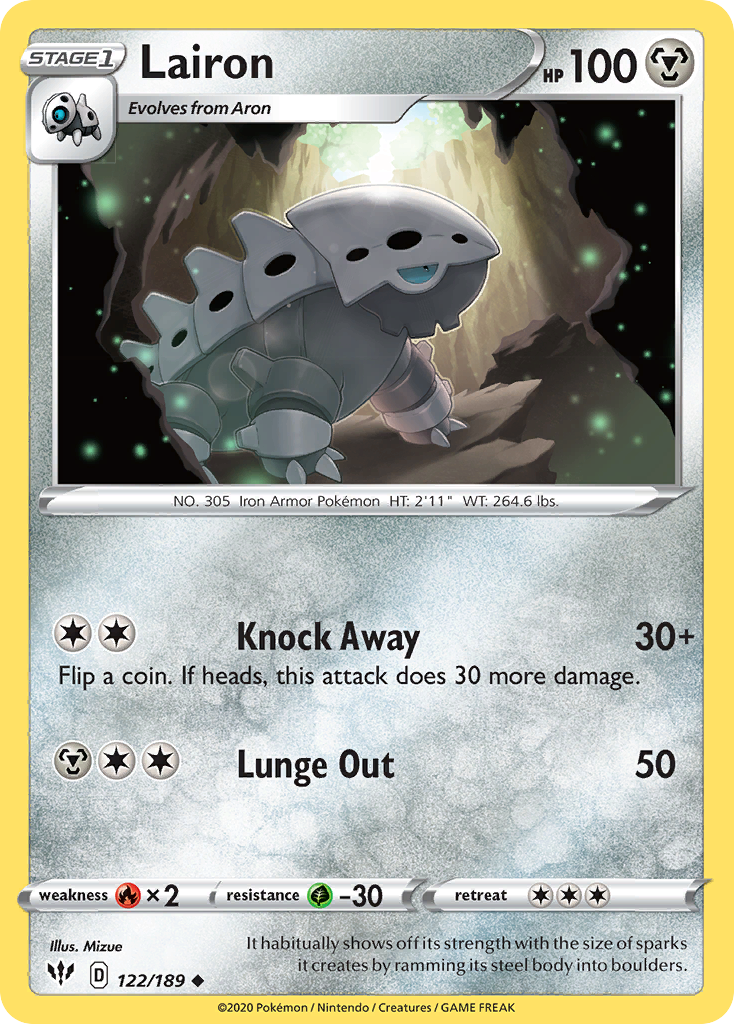 STAGE1
Lairon
HP 100
Evolves from Aron
NO. 305 Iron Armor Pokémon HT: 2'11" WT: 264.6 lbs.
Knock Away 30+
Flip a coin. If heads, this attack does 30 more damage.
Lunge Out 50
weakness ×2 resistance -30 retreat
Illus. Mizue
It habitually shows off its strength with the size of sparks
it creates by ramming its steel body into boulders.
D 122/189
©2020 Pokémon / Nintendo / Creatures / GAME FREAK